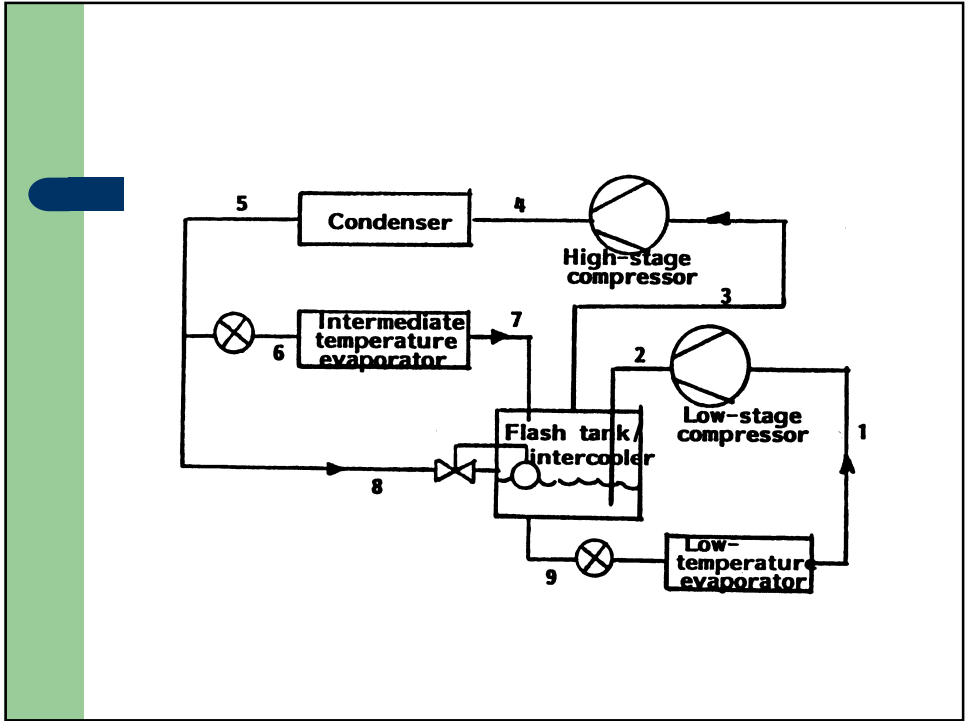 5
Condenser
4
High-stage
compressor
3
Intermediate
temperature
evaporator
7
6
2
Low-stage
compressor
1
Flash tank/
intercooler
8
9
Low-
temperature
evaporator